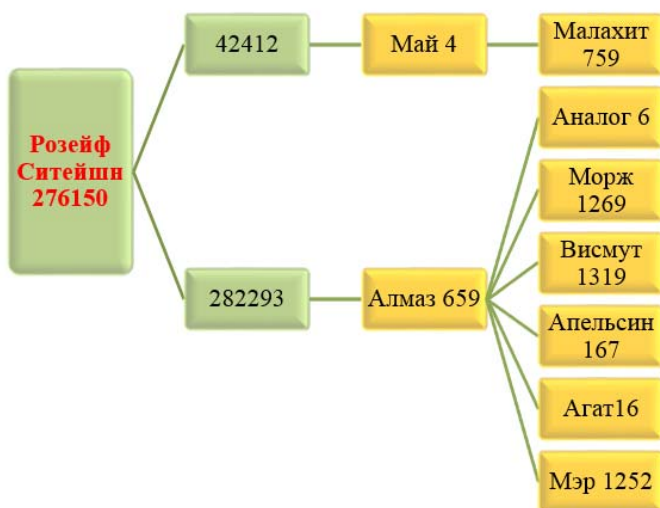 Розейф
Ситейшн
276150
42412
Май 4
Малахит
759
282293
Алмаз 659
Аналог 6
Морж
1269
Висмут
1319
Апельсин
167
Агат16
Мэр 1252